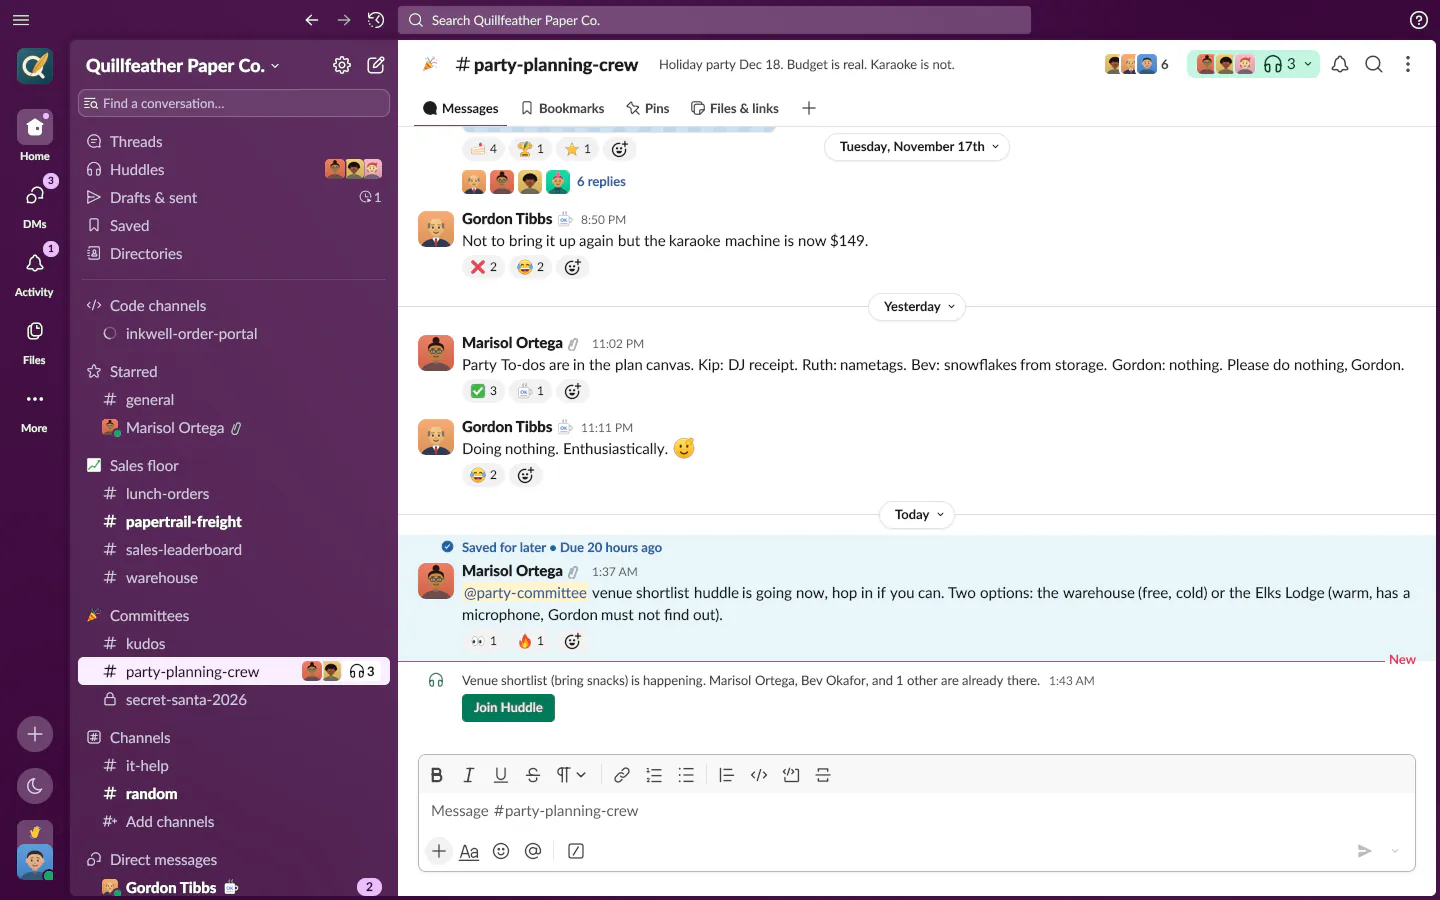 Search Quillfeather Paper Co.
Quillfeather Paper Co.
Find a conversation...
Home
3
DMs
1
Activity
Files
More
Threads
Huddles
Drafts & sent
1
Saved
Directories
Code channels
inkwell-order-portal
Starred
# general
Marisol Ortega
Sales floor
# lunch-orders
# papertrail-freight
# sales-leaderboard
# warehouse
Committees
# kudos
# party-planning-crew
3
secret-santa-2026
Channels
# it-help
# random
Add channels
Direct messages
Gordon Tibbs
2
# party-planning-crew
Holiday party Dec 18. Budget is real. Karaoke is not.
6
3
Messages
Bookmarks
Pins
Files & links
Tuesday, November 17th
4
1
1
6 replies
Gordon Tibbs 8:50 PM
Not to bring it up again but the karaoke machine is now $149.
2
2
Yesterday
Marisol Ortega 11:02 PM
Party To-dos are in the plan canvas. Kip: DJ receipt. Ruth: nametags. Bev: snowflakes from storage. Gordon: nothing. Please do nothing, Gordon.
3
1
Gordon Tibbs 11:11 PM
Doing nothing. Enthusiastically.
2
Today
Saved for later • Due 20 hours ago
Marisol Ortega 1:37 AM
@party-committee venue shortlist huddle is going now, hop in if you can. Two options: the warehouse (free, cold) or the Elks Lodge (warm, has a
microphone, Gordon must not find out).
1
1
New
Venue shortlist (bring snacks) is happening. Marisol Ortega, Bev Okafor, and 1 other are already there. 1:43 AM
Join Huddle
B I U S
Message #party-planning-crew
Aa